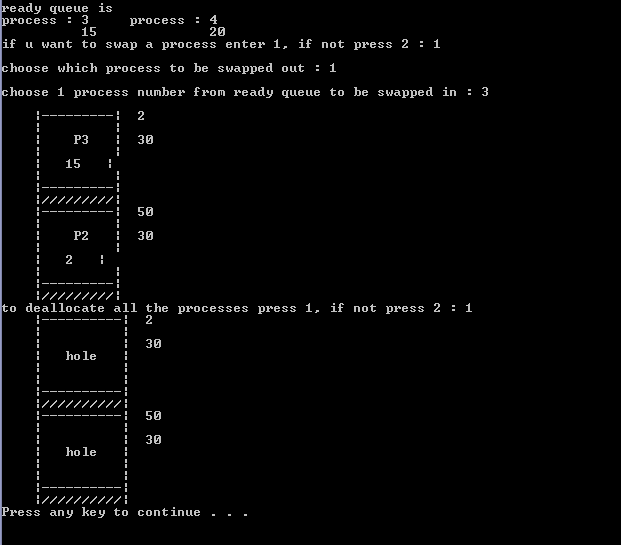 ready queue is
process : 3     process : 4
          15              20
if u want to swap a process enter 1, if not press 2 : 1
choose which process to be swapped out : 1
choose 1 process number from ready queue to be swapped in : 3
¦---------¦  2
¦    P3   ¦  30
¦   15   ¦
¦---------¦
¦/////////¦
¦---------¦  50
¦    P2   ¦  30
¦   2   ¦
¦---------¦
¦/////////¦
to deallocate all the processes press 1, if not press 2 : 1
¦----------¦  2
¦          ¦  30
¦   hole   ¦
¦----------¦
¦//////////¦
¦----------¦  50
¦          ¦  30
¦   hole   ¦
¦----------¦
¦//////////¦
Press any key to continue . . .